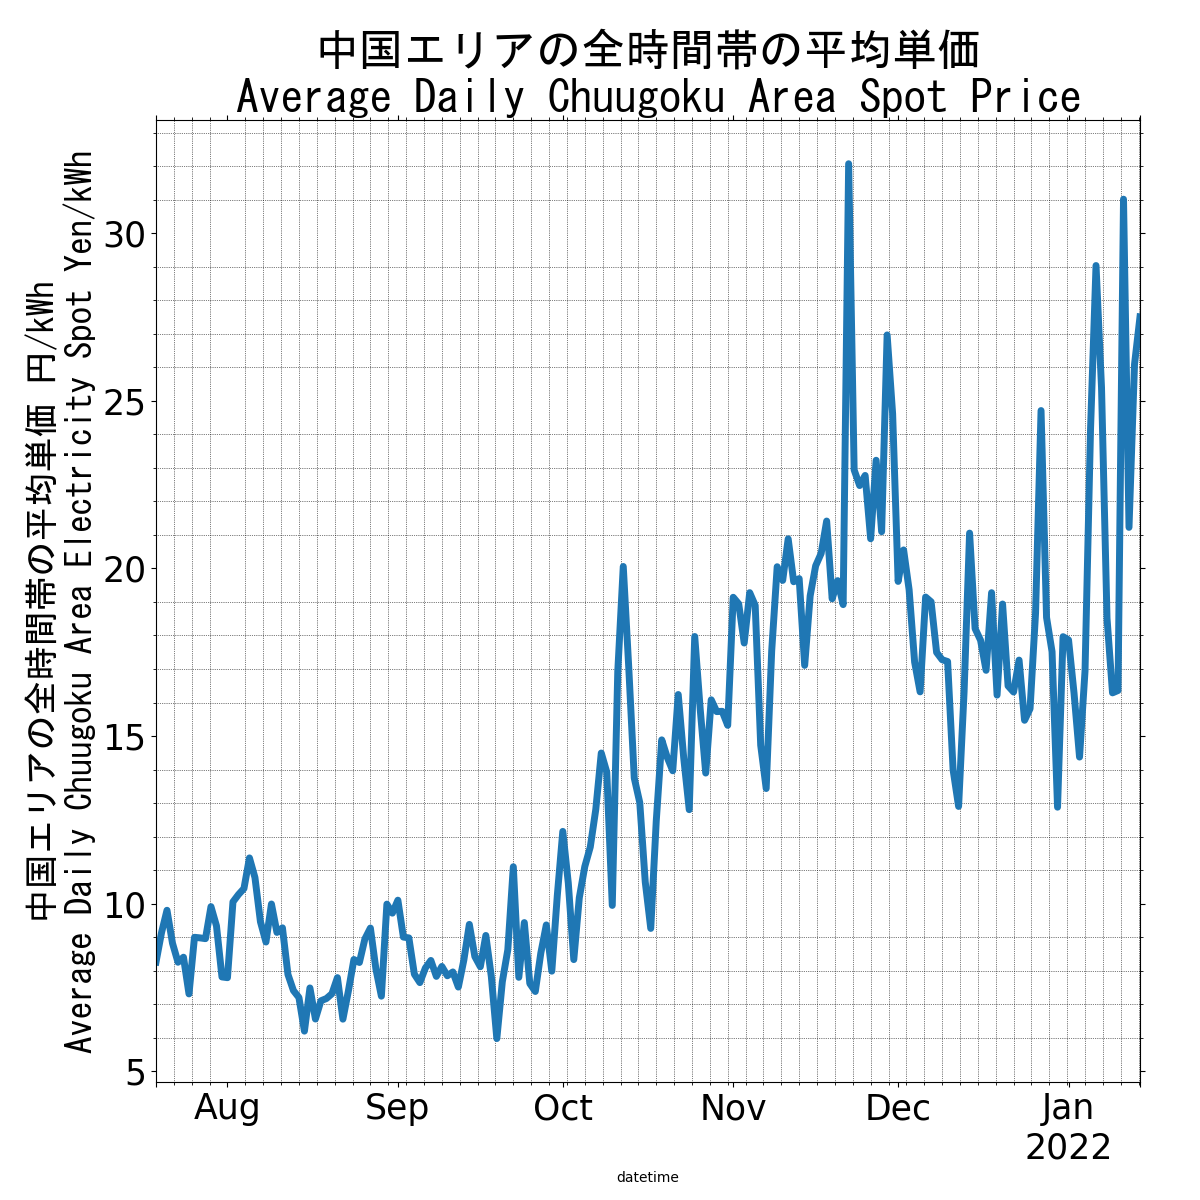 中国エリアの全時間帯の平均単価
Average Daily Chuugoku Area Spot Price
中国エリアの全時間帯の平均単価 円/kWh
Average Daily Chuugoku Area Electricity Spot Yen/kWh
30
25
20
15
10
5
Aug Sep Oct Nov Dec Jan
2022
datetime